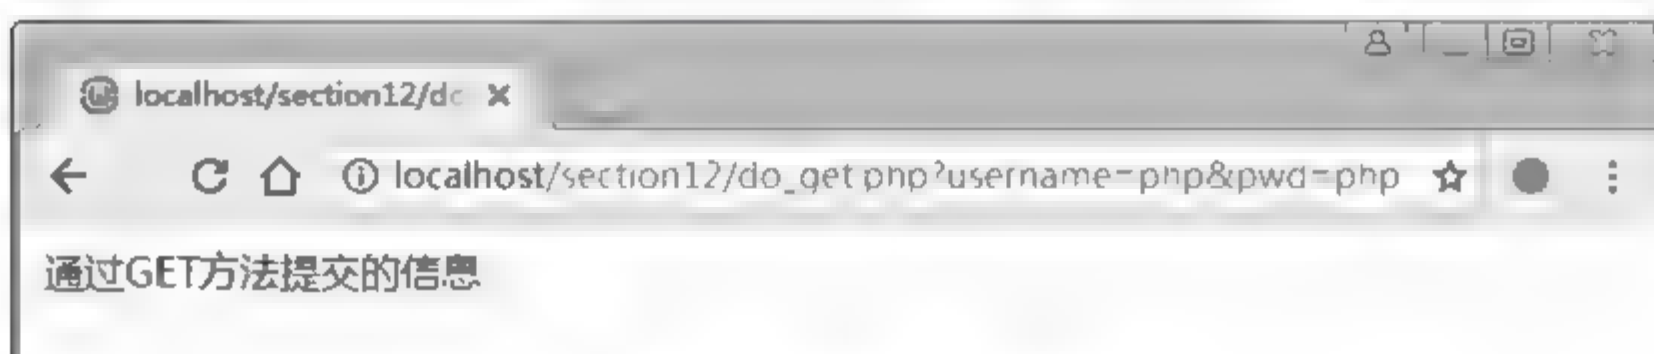 localhost/section12/do
localhost/section12/do_get.php?username=php&pwd=php
通过GET方法提交的信息